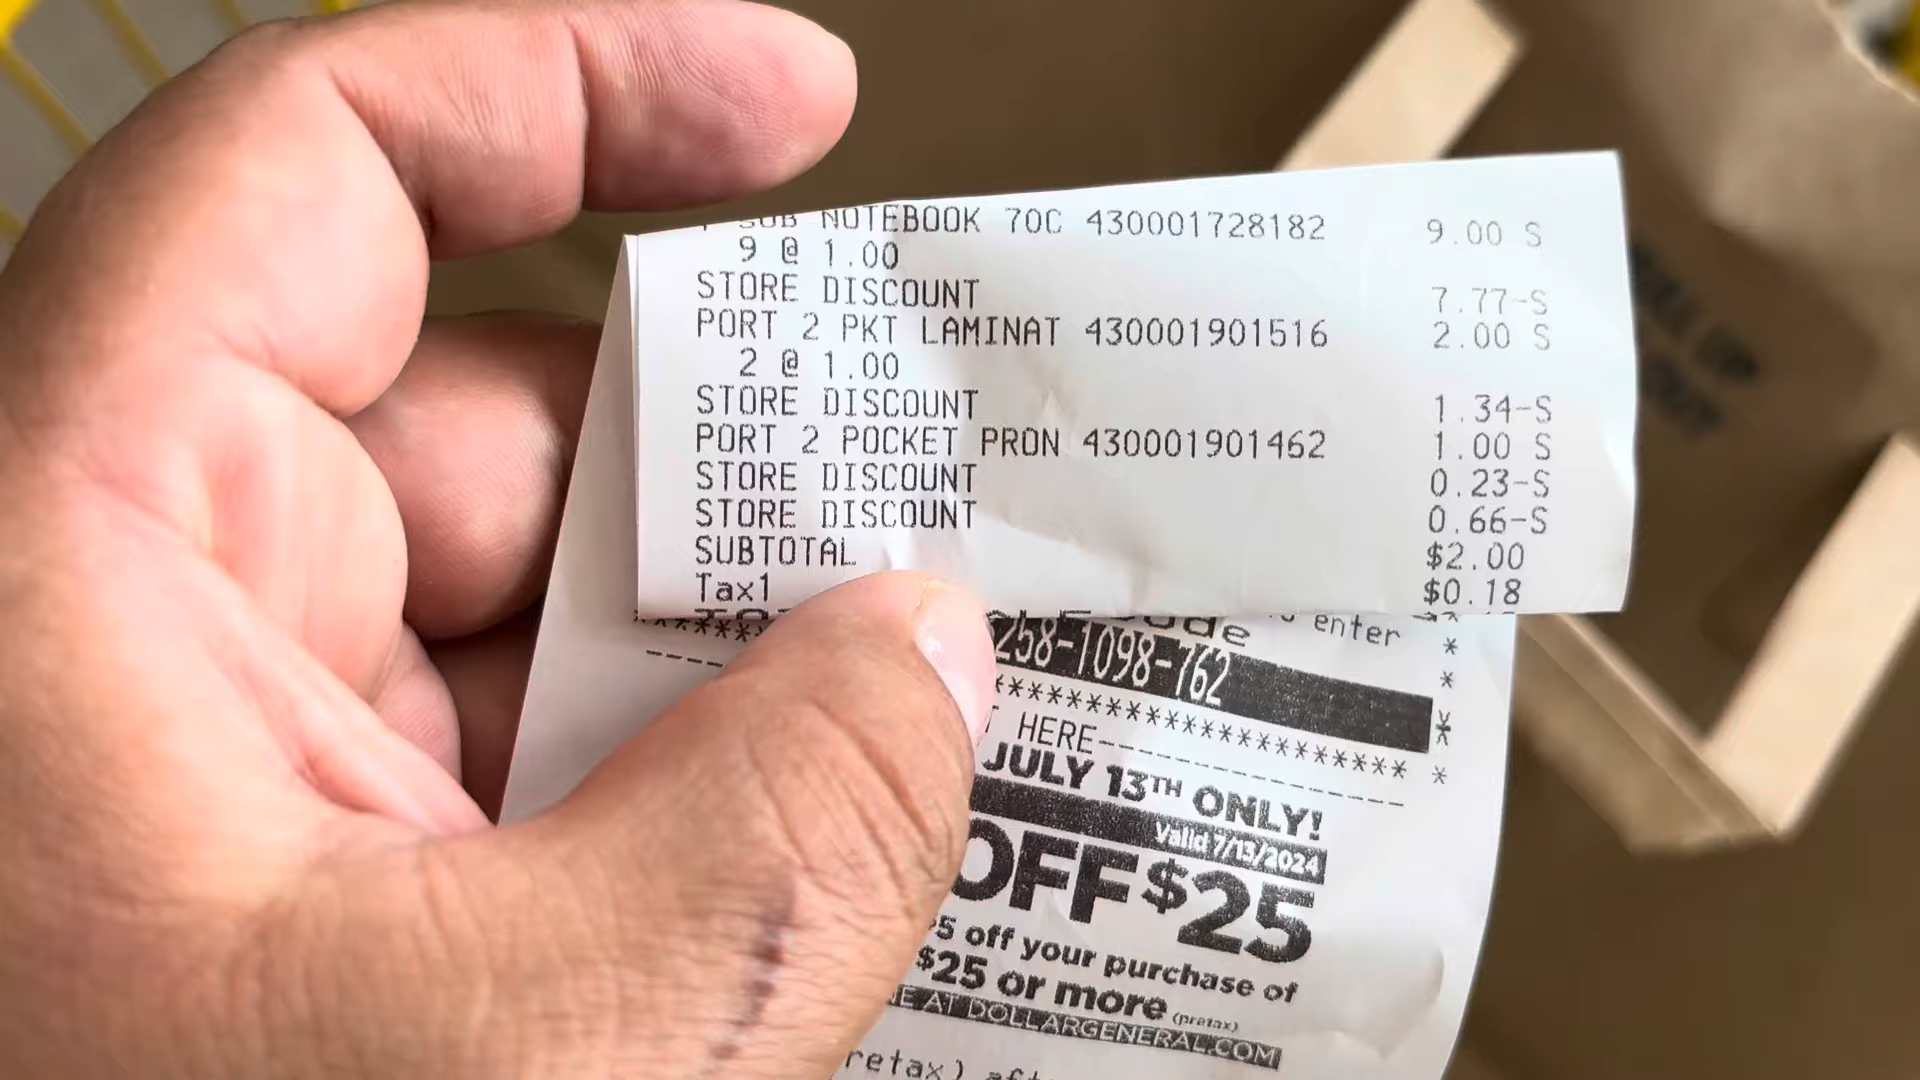 SUB NOTEBOOK 70C 430001728182 9.00 S
9 @ 1.00
STORE DISCOUNT 7.77-S
PORT 2 PKT LAMINAT 430001901516 2.00 S
2 @ 1.00
STORE DISCOUNT 1.34-S
PORT 2 POCKET PRON 430001901462 1.00 S
STORE DISCOUNT 0.23-S
STORE DISCOUNT 0.66-S
SUBTOTAL $2.00
Tax1 $0.18
enter
258-1098-762
HERE
JULY 13TH ONLY!
Valid 7/13/2024
OFF $25
off your purchase of
$25 or more (pretax)
AT DOLLARGENERAL.COM